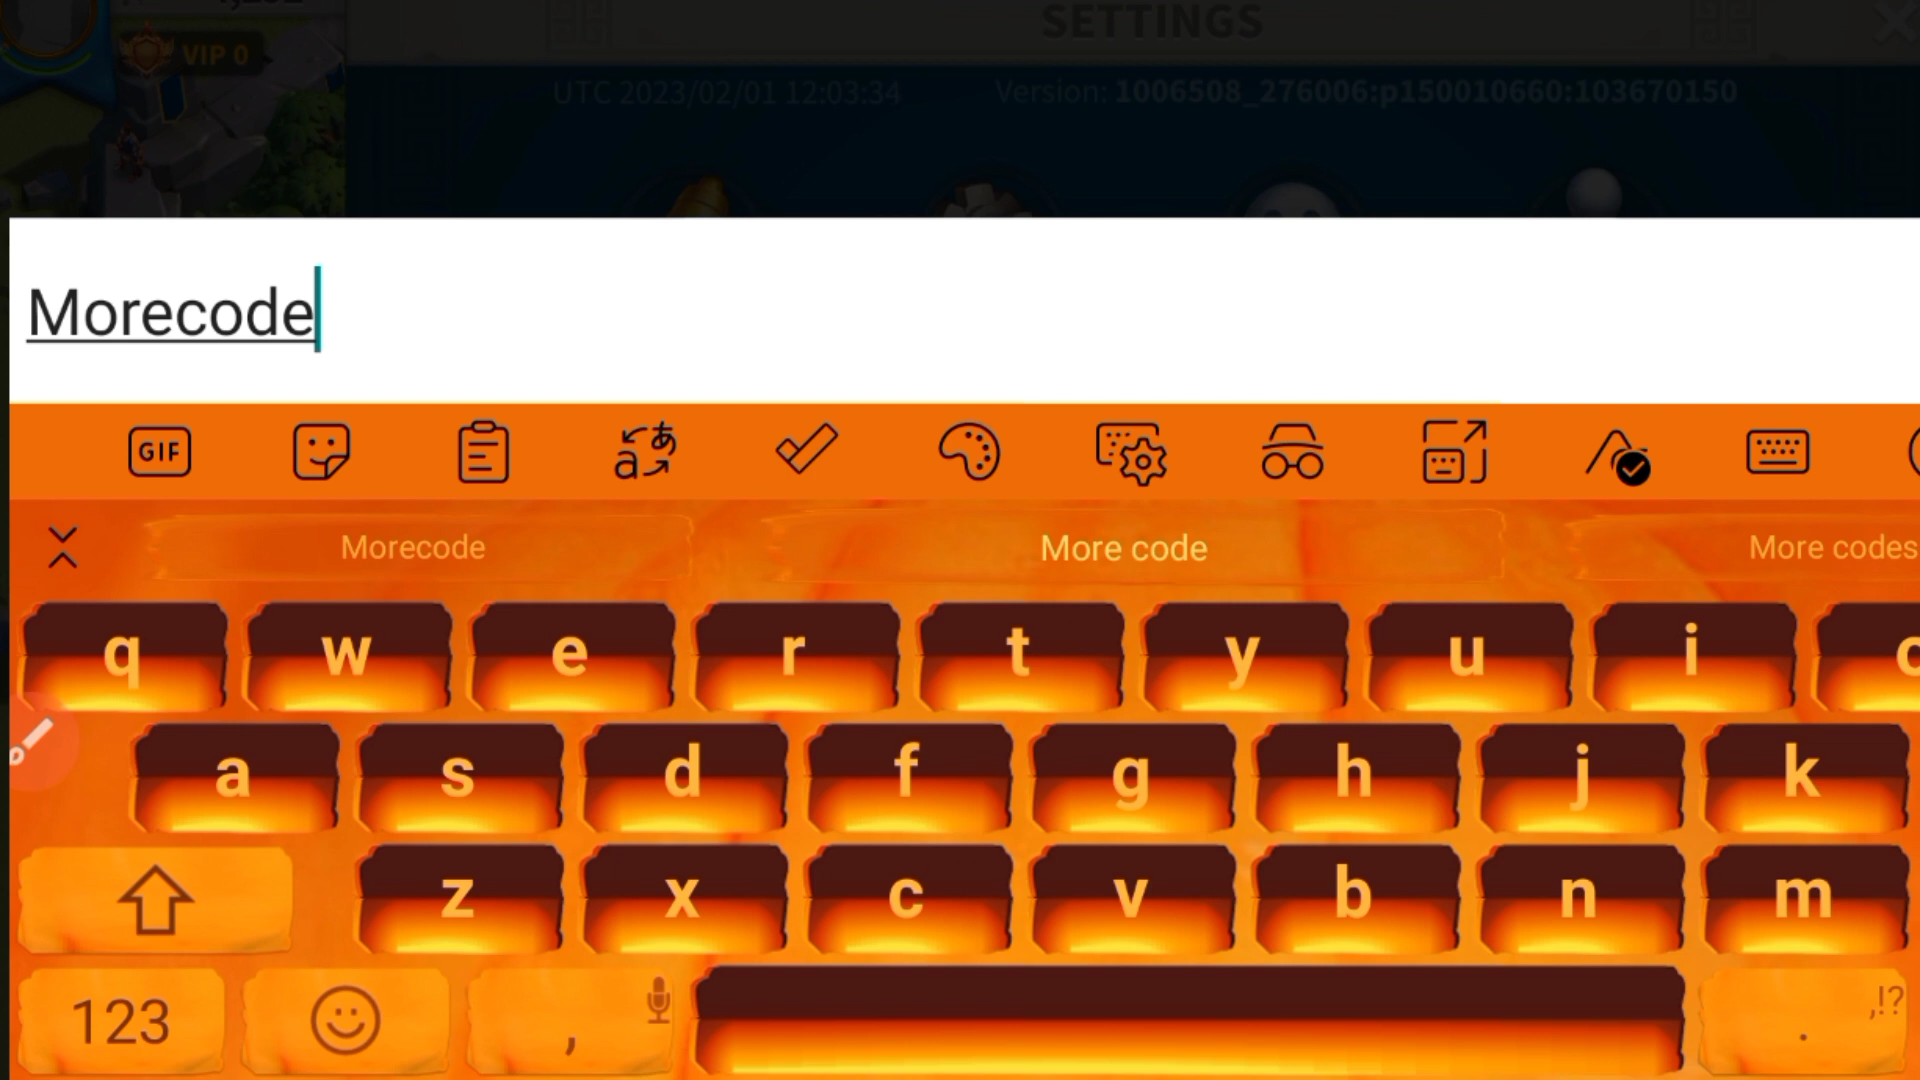 SETTINGS
VIP 0
UTC 2023/02/01 12:03:34 Version: 1006508_276006:p150010660:103670150
Morecode
GIF
a あ
Morecode More code More codes
q w e r t y u i
a s d f g h j k
z x c v b n m
123 , . ,!?